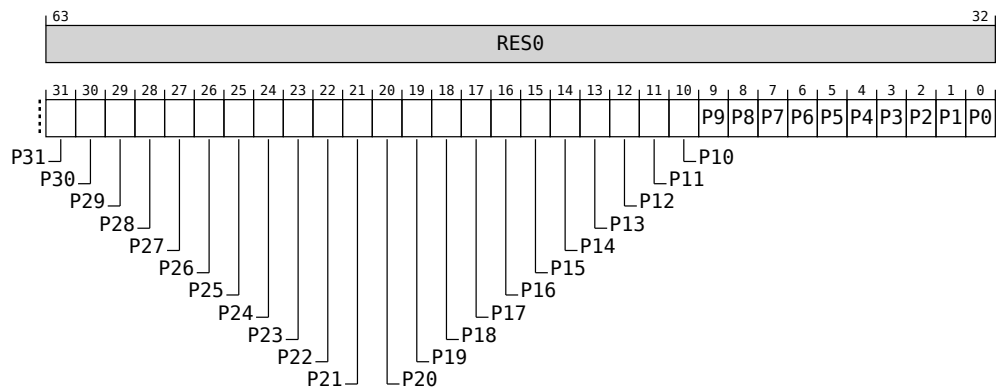 63 32
RES0
31 30 29 28 27 26 25 24 23 22 21 20 19 18 17 16 15 14 13 12 11 10 9 8 7 6 5 4 3 2 1 0
P9 P8 P7 P6 P5 P4 P3 P2 P1 P0
P31 P10
P30 P11
P29 P12
P28 P13
P27 P14
P26 P15
P25 P16
P24 P17
P23 P18
P22 P19
P21 P20